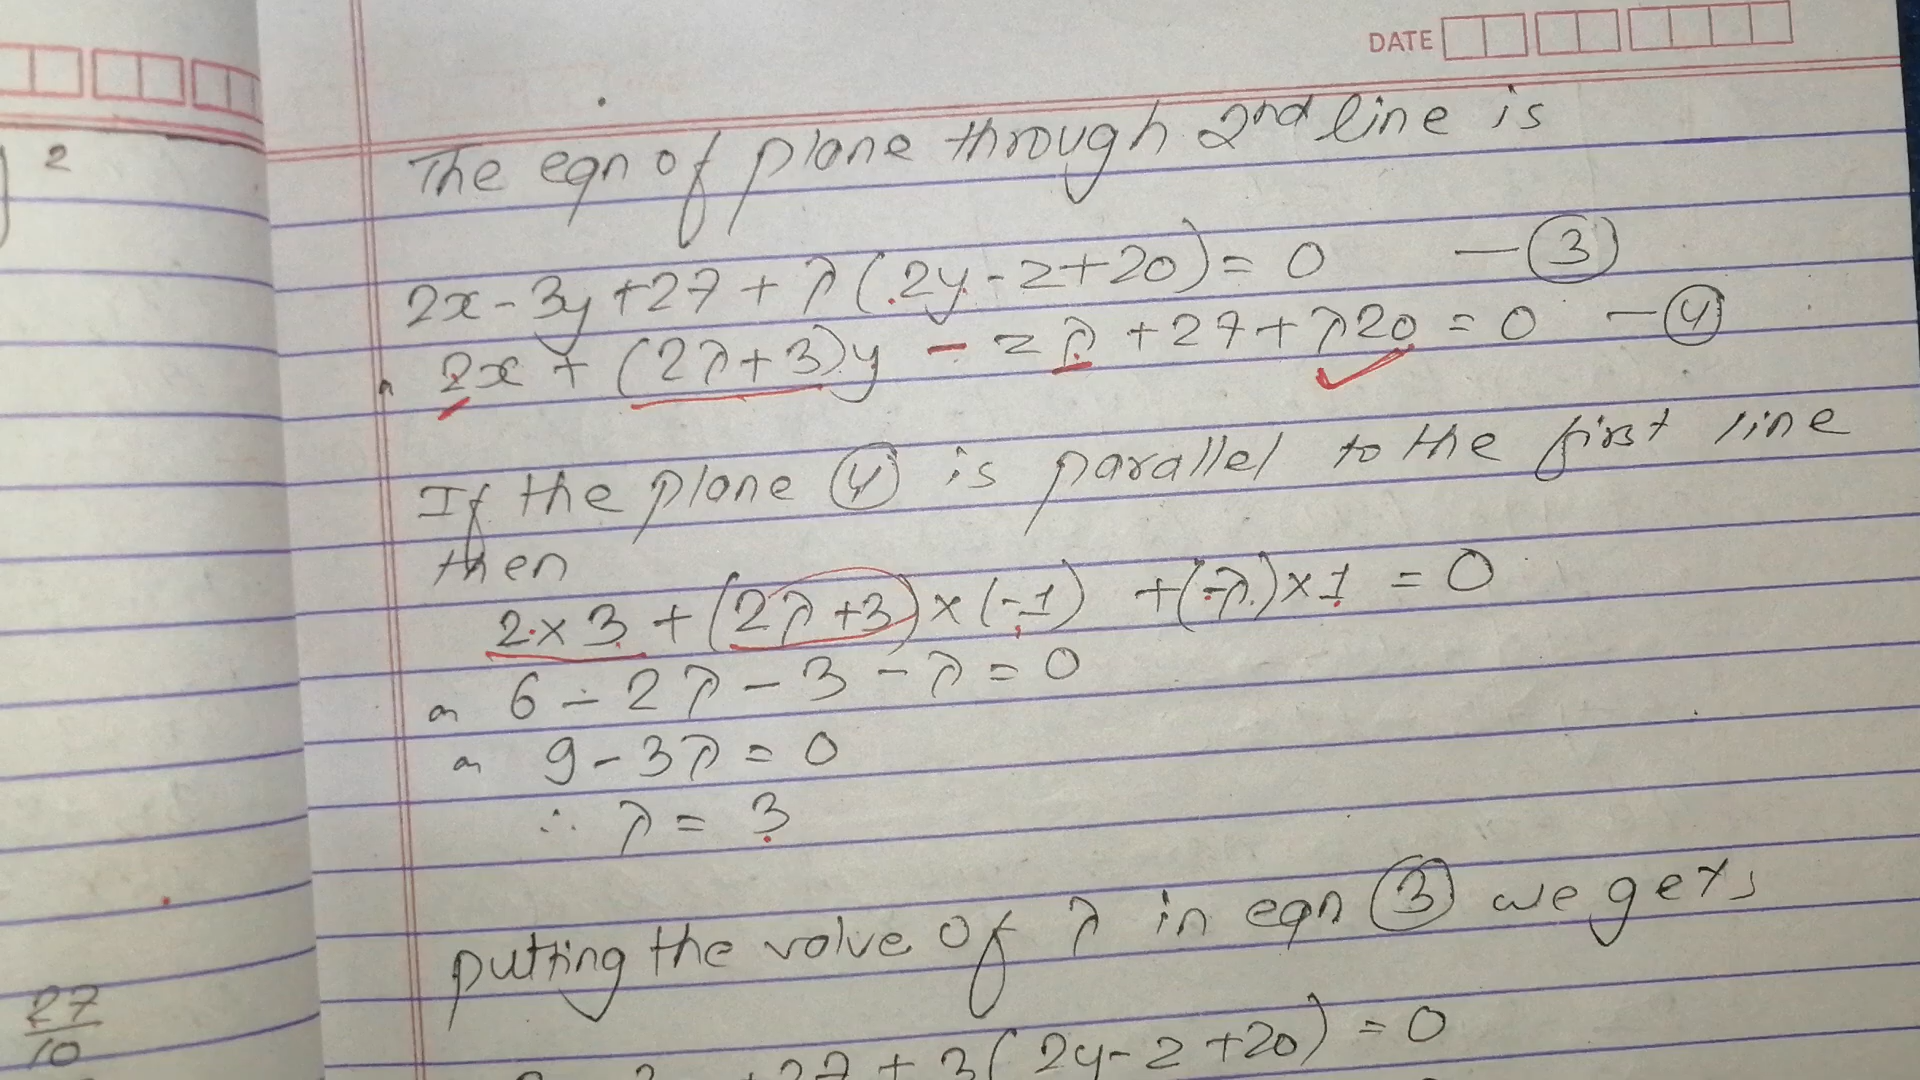 DATE
2
The eqn of plane through 2nd line is
2x - 3y + 27 + λ(2y - z + 20) = 0 — ③
2x + (2λ + 3)y - zλ + 27 + λ20 = 0 — ④
If the plane ④ is parallel to the first line
then
2 × 3 + (2λ + 3) × (-1) + (-λ) × 1 = 0
6 - 2λ - 3 - λ = 0
9 - 3λ = 0
∴ λ = 3
putting the value of λ in eqn ③ we get,
27
10
+ 27 + 3(2y - z + 20) = 0